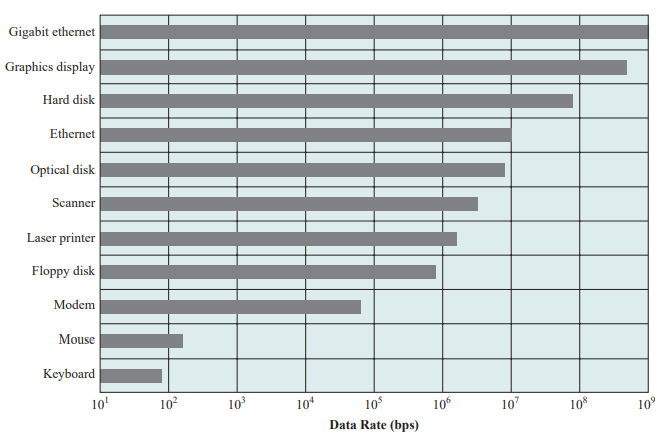 Gigabit ethernet
Graphics display
Hard disk
Ethernet
Optical disk
Scanner
Laser printer
Floppy disk
Modem
Mouse
Keyboard
10¹ 10² 10³ 10⁴ 10⁵ 10⁶ 10⁷ 10⁸ 10⁹
Data Rate (bps)